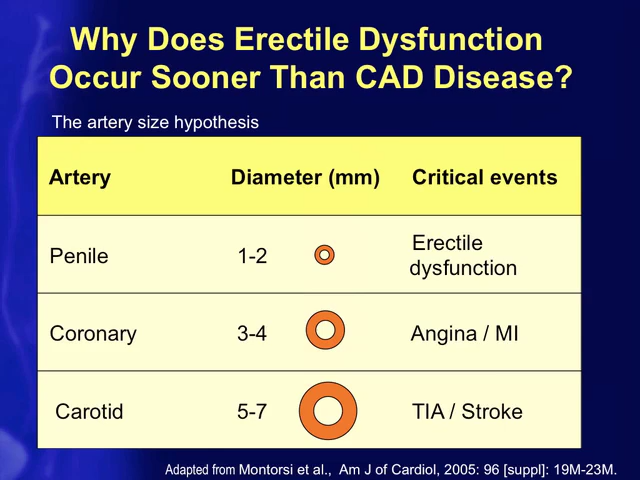 Why Does Erectile Dysfunction
Occur Sooner Than CAD Disease?
The artery size hypothesis
Artery Diameter (mm) Critical events
Penile 1-2 Erectile
dysfunction
Coronary 3-4 Angina / MI
Carotid 5-7 TIA / Stroke
Adapted from Montorsi et al., Am J of Cardiol, 2005: 96 [suppl]: 19M-23M.